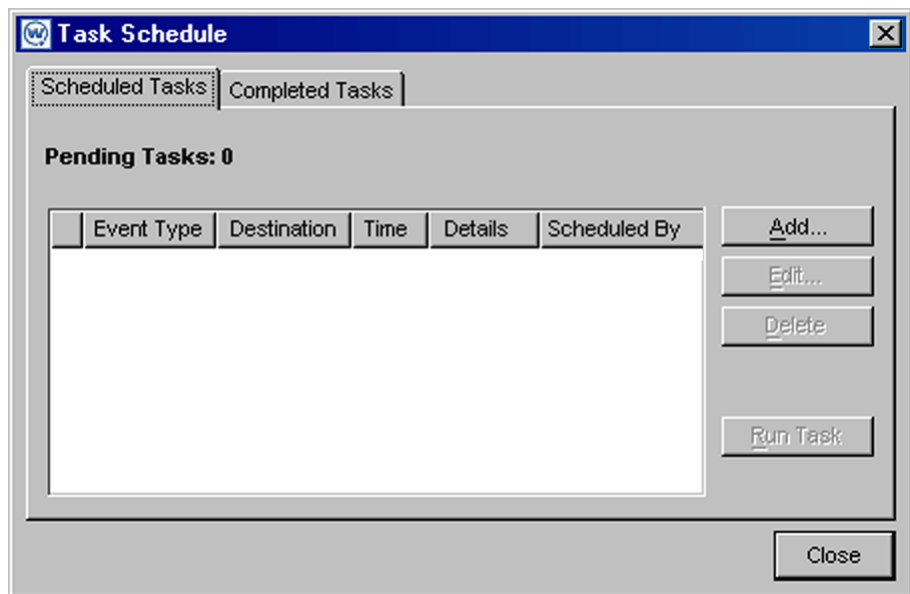 Task Schedule
Scheduled Tasks Completed Tasks
Pending Tasks: 0
Event Type Destination Time Details Scheduled By
Add...
Edit...
Delete
Run Task
Close